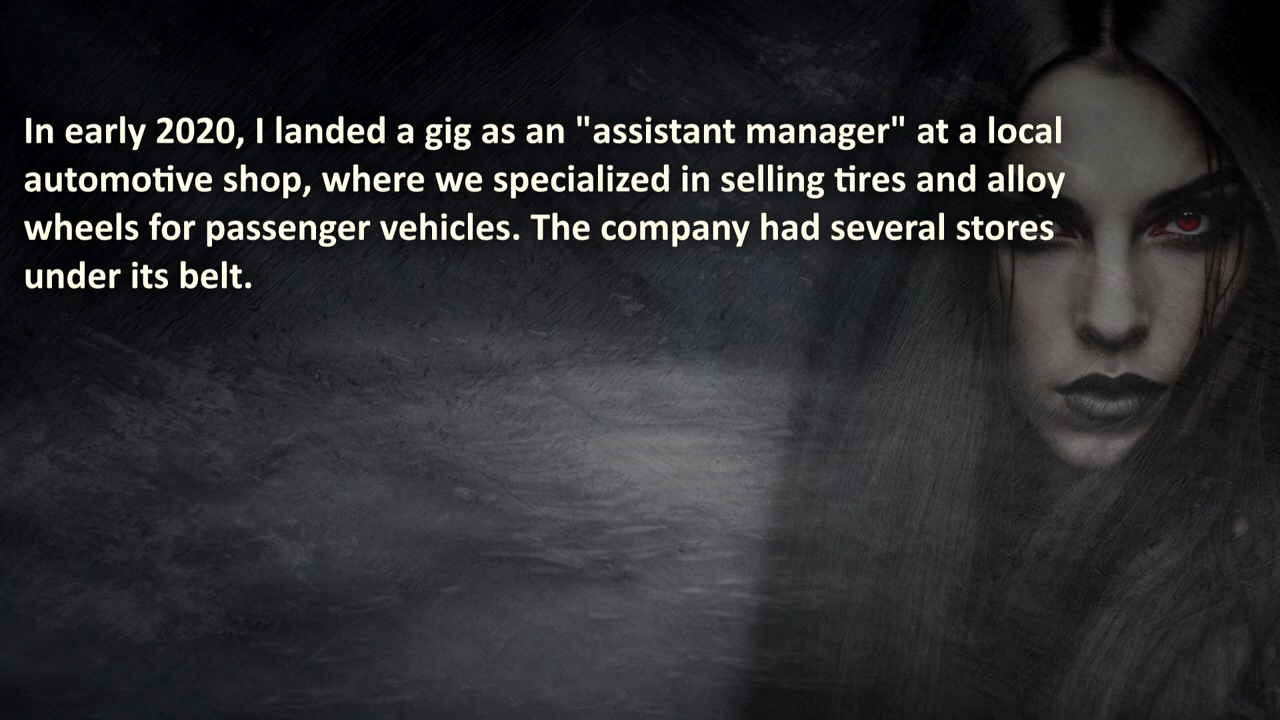 In early 2020, I landed a gig as an "assistant manager" at a local
automotive shop, where we specialized in selling tires and alloy
wheels for passenger vehicles. The company had several stores
under its belt.